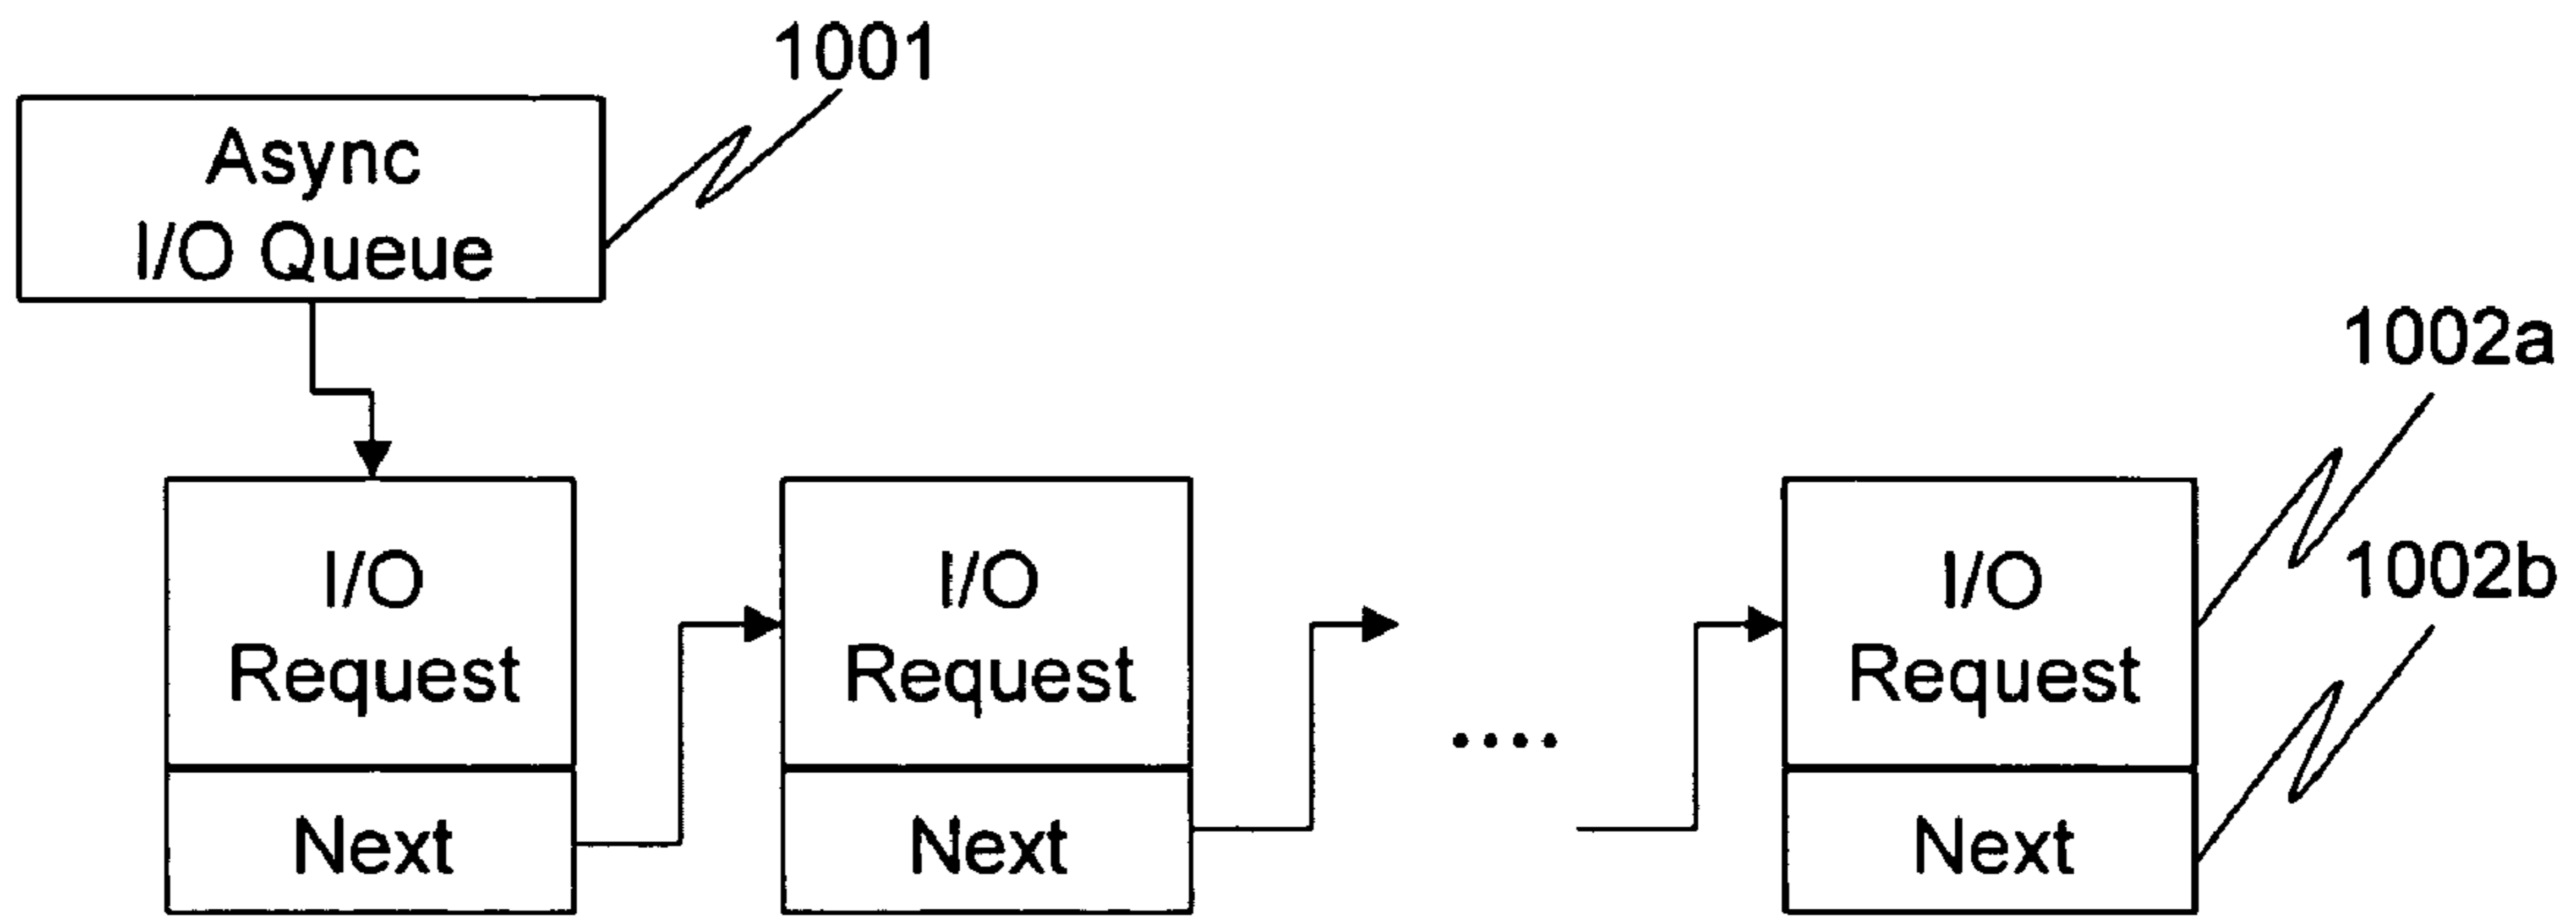 1001
Async
I/O Queue
1002a
I/O
Request
Next
I/O
Request
Next
....
I/O
Request
Next
1002b